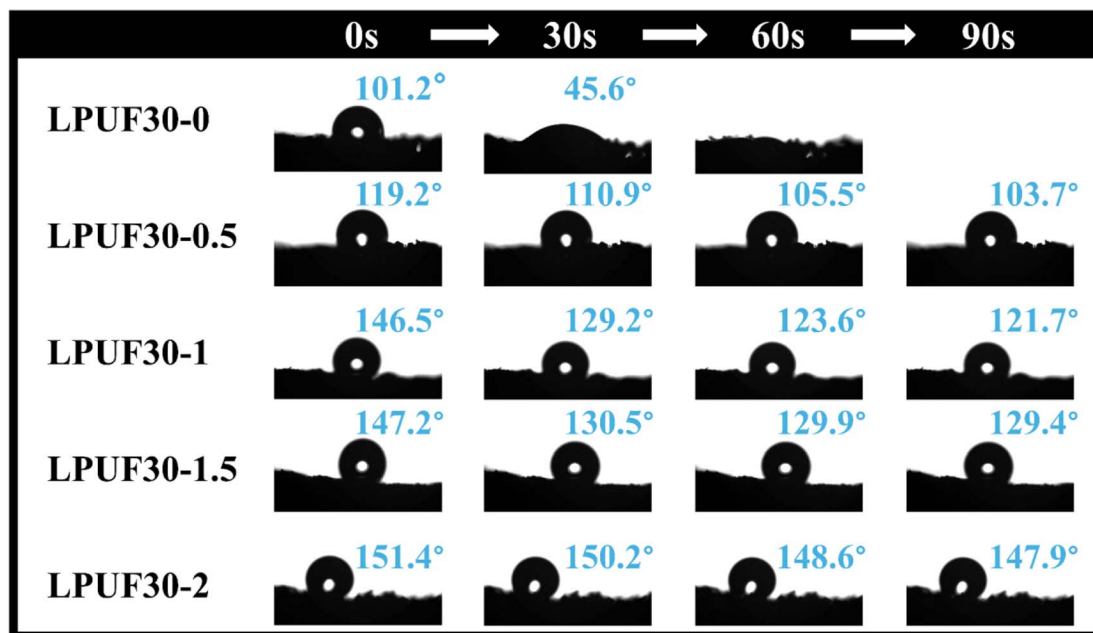 0s 30s 60s 90s
LPUF30-0 101.2° 45.6°
LPUF30-0.5 119.2° 110.9° 105.5° 103.7°
LPUF30-1 146.5° 129.2° 123.6° 121.7°
LPUF30-1.5 147.2° 130.5° 129.9° 129.4°
LPUF30-2 151.4° 150.2° 148.6° 147.9°